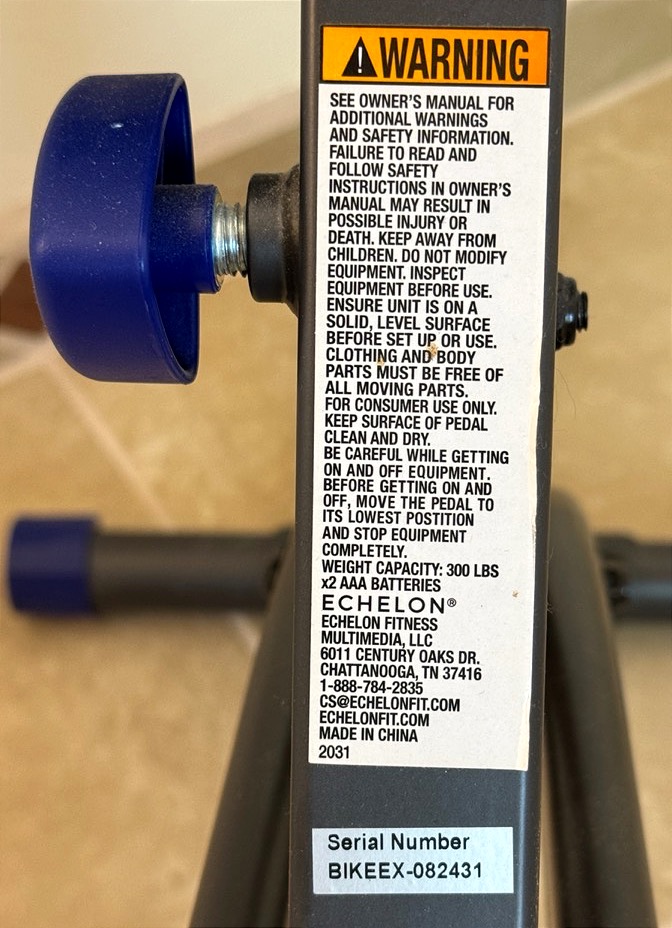 WARNING
SEE OWNER'S MANUAL FOR
ADDITIONAL WARNINGS
AND SAFETY INFORMATION.
FAILURE TO READ AND
FOLLOW SAFETY
INSTRUCTIONS IN OWNER'S
MANUAL MAY RESULT IN
POSSIBLE INJURY OR
DEATH. KEEP AWAY FROM
CHILDREN. DO NOT MODIFY
EQUIPMENT. INSPECT
EQUIPMENT BEFORE USE.
ENSURE UNIT IS ON A
SOLID, LEVEL SURFACE
BEFORE SET UP OR USE.
CLOTHING AND BODY
PARTS MUST BE FREE OF
ALL MOVING PARTS.
FOR CONSUMER USE ONLY.
KEEP SURFACE OF PEDAL
CLEAN AND DRY.
BE CAREFUL WHILE GETTING
ON AND OFF EQUIPMENT.
BEFORE GETTING ON AND
OFF, MOVE THE PEDAL TO
ITS LOWEST POSTITION
AND STOP EQUIPMENT
COMPLETELY.
WEIGHT CAPACITY: 300 LBS
x2 AAA BATTERIES
ECHELON®
ECHELON FITNESS
MULTIMEDIA, LLC
6011 CENTURY OAKS DR.
CHATTANOOGA, TN 37416
1-888-784-2835
CS@ECHELONFIT.COM
ECHELONFIT.COM
MADE IN CHINA
2031
Serial Number
BIKEEX-082431